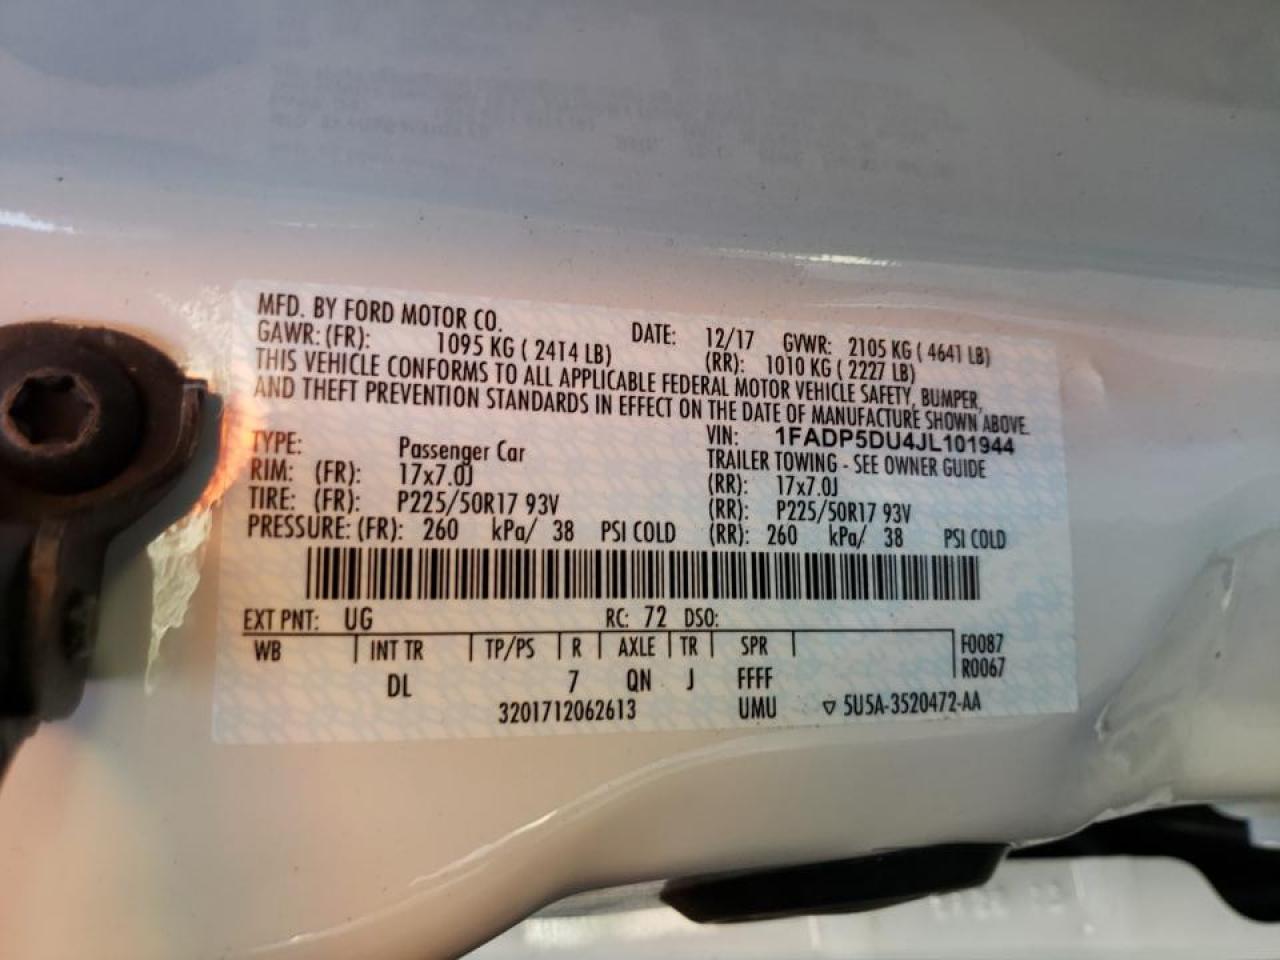 MFD. BY FORD MOTOR CO. DATE: 12/17 GVWR: 2105 KG ( 4641 LB)
GAWR: (FR): 1095 KG ( 2414 LB) (RR): 1010 KG ( 2227 LB)
THIS VEHICLE CONFORMS TO ALL APPLICABLE FEDERAL MOTOR VEHICLE SAFETY, BUMPER,
AND THEFT PREVENTION STANDARDS IN EFFECT ON THE DATE OF MANUFACTURE SHOWN ABOVE.
VIN: 1FADP5DU4JL101944
TYPE: Passenger Car TRAILER TOWING - SEE OWNER GUIDE
RIM: (FR): 17x7.0J (RR): 17x7.0J
TIRE: (FR): P225/50R17 93V (RR): P225/50R17 93V
PRESSURE: (FR): 260 kPa/ 38 PSI COLD (RR): 260 kPa/ 38 PSI COLD
EXT PNT: UG RC: 72 DSO:
WB INT TR TP/PS R AXLE TR SPR F0087
R0067
DL 7 QN J FFFF
3201712062613 UMU ▽ 5U5A-3520472-AA